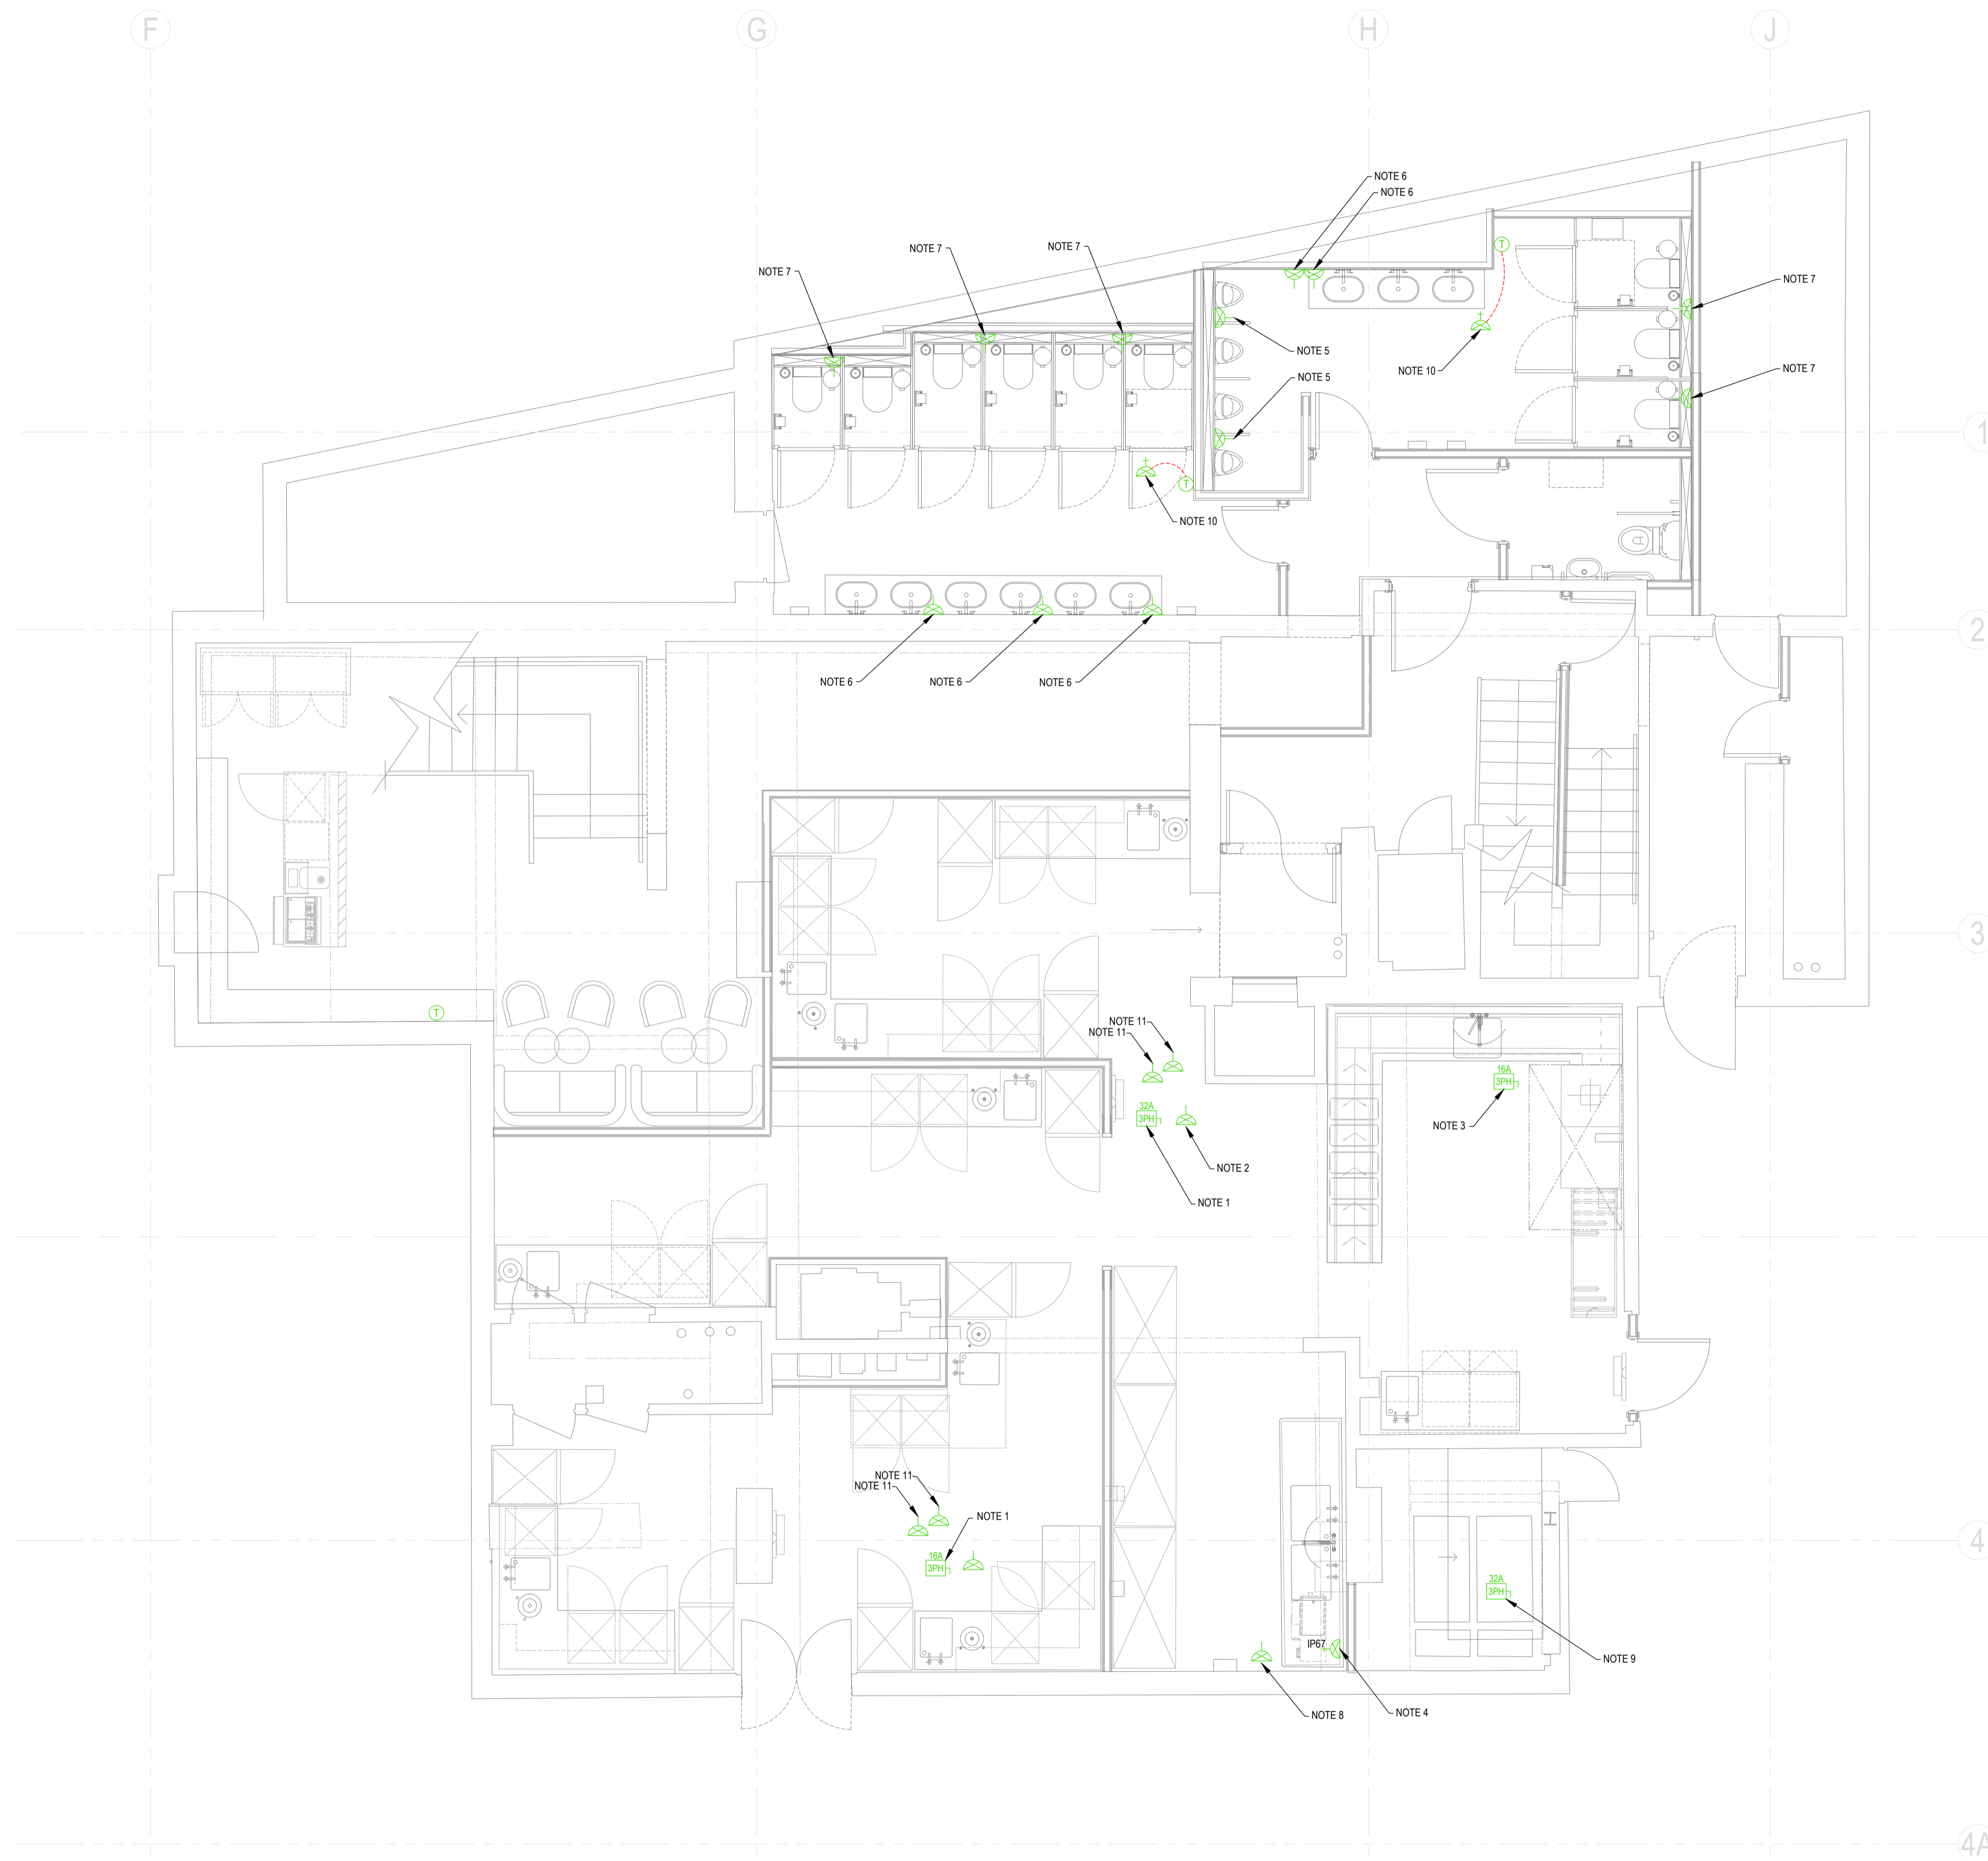 F
G
H
J
NOTE 6
NOTE 6
NOTE 7
NOTE 7
NOTE 7
T
NOTE 7
NOTE 5
NOTE 10
NOTE 7
NOTE 5
1
T
NOTE 10
2
NOTE 6
NOTE 6
NOTE 6
3
T
NOTE 11
NOTE 11
16A
3PH
32A
3PH
NOTE 3
NOTE 2
NOTE 1
NOTE 11
NOTE 11
NOTE 1
4
16A
3PH
32A
3PH
IP67
NOTE 9
NOTE 8
NOTE 4
4A